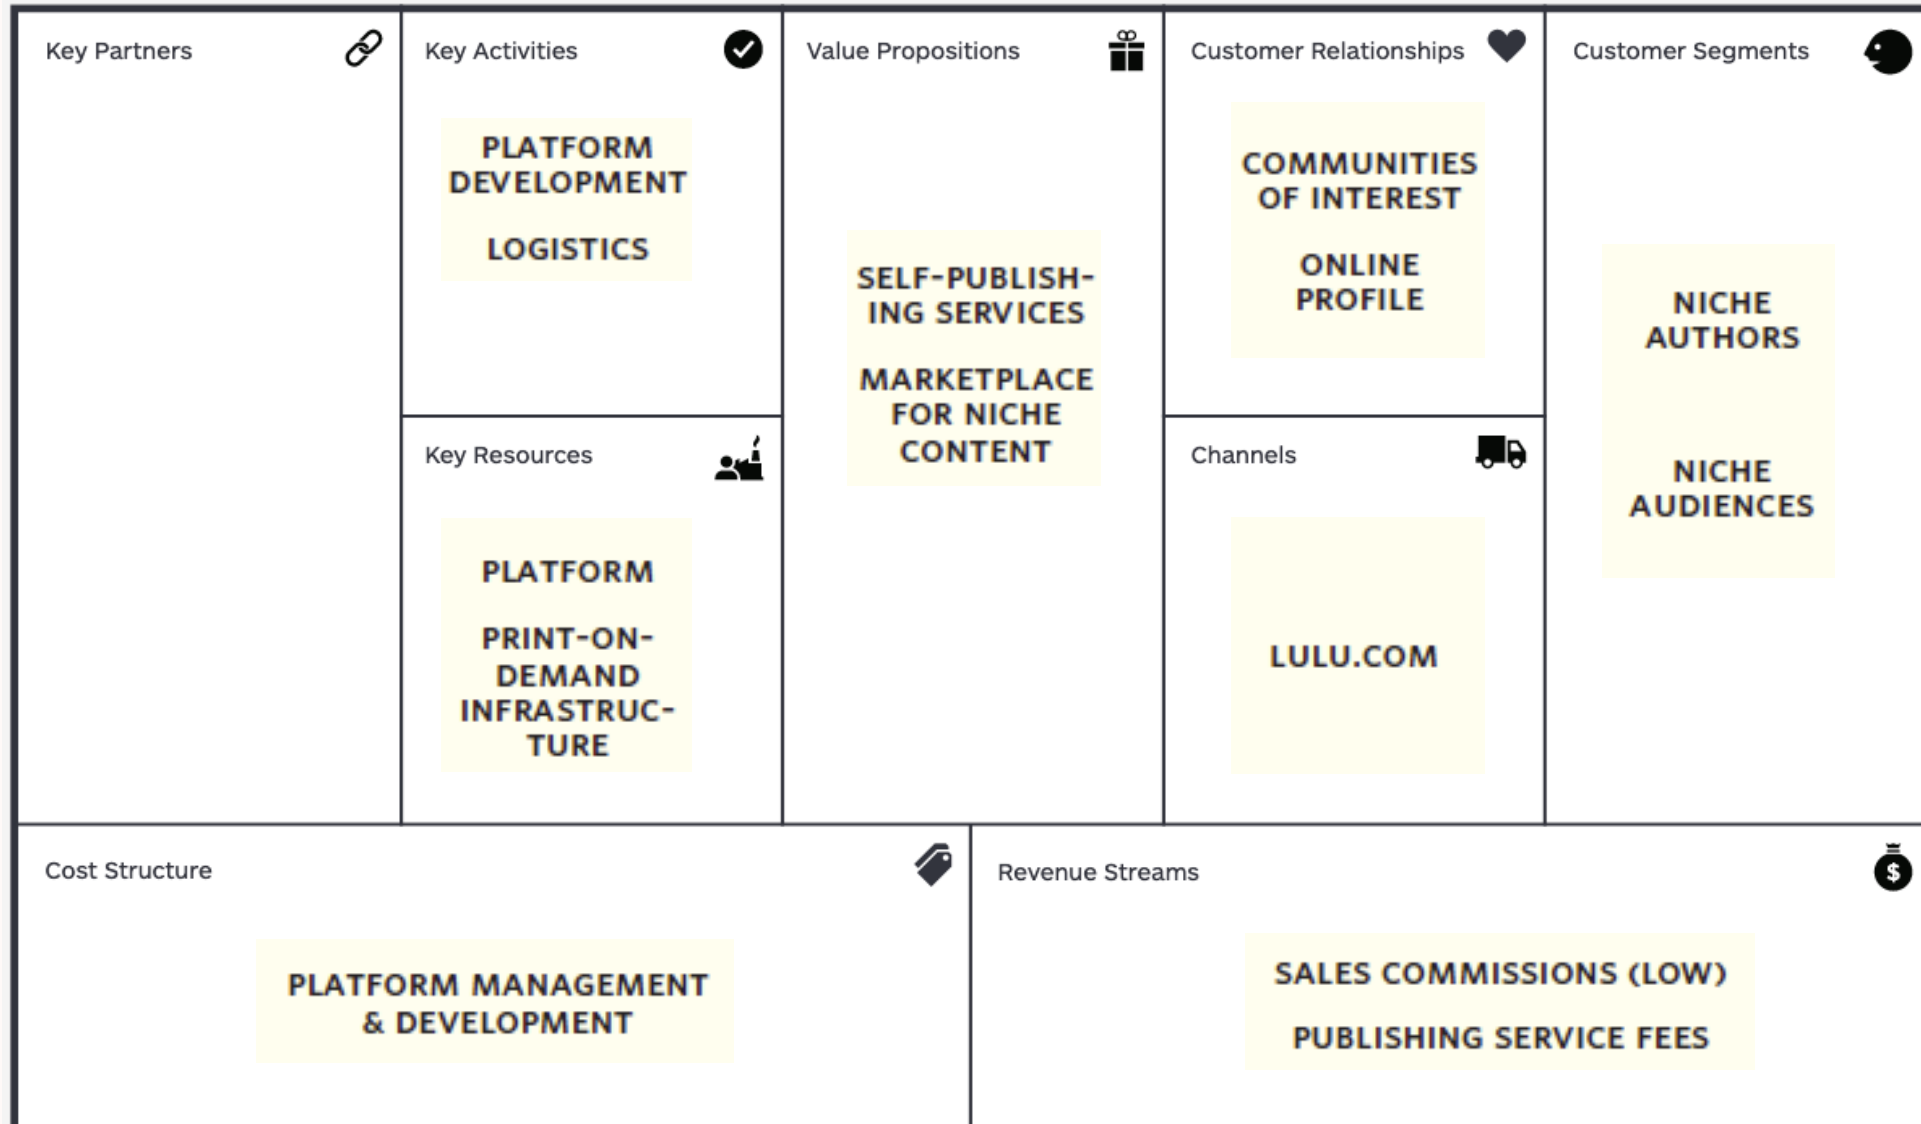 Key Partners
Key Activities
PLATFORM
DEVELOPMENT
LOGISTICS
Key Resources
PLATFORM
PRINT-ON-
DEMAND
INFRASTRUC-
TURE
Value Propositions
SELF-PUBLISH-
ING SERVICES
MARKETPLACE
FOR NICHE
CONTENT
Customer Relationships
COMMUNITIES
OF INTEREST
ONLINE
PROFILE
Channels
LULU.COM
Customer Segments
NICHE
AUTHORS
NICHE
AUDIENCES
Cost Structure
PLATFORM MANAGEMENT
& DEVELOPMENT
Revenue Streams
$
SALES COMMISSIONS (LOW)
PUBLISHING SERVICE FEES